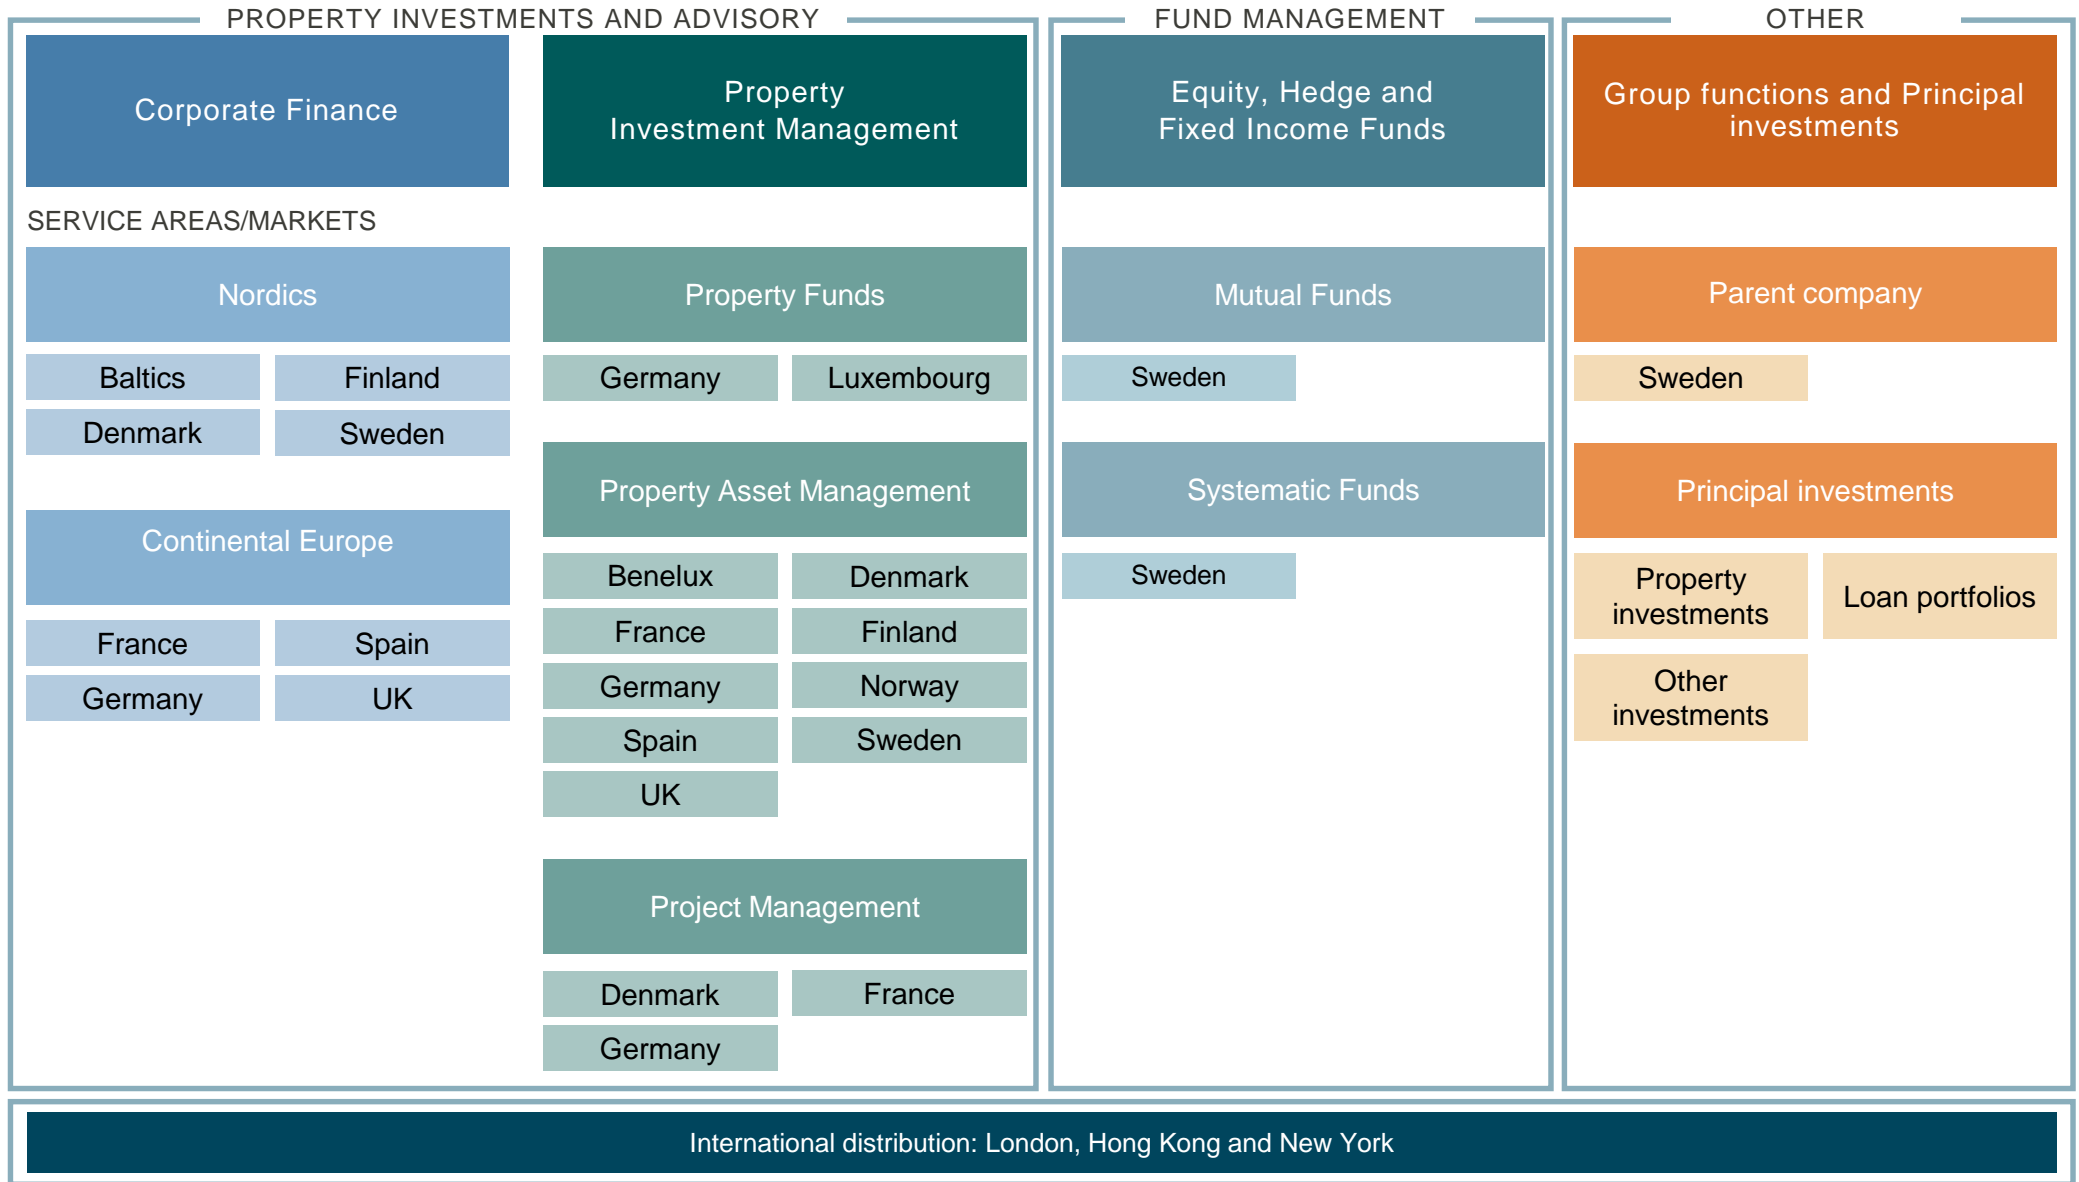 PROPERTY INVESTMENTS AND ADVISORY
Corporate Finance
Property
Investment Management
SERVICE AREAS/MARKETS
Nordics
Baltics
Finland
Denmark
Sweden
Continental Europe
France
Spain
Germany
UK
Property Funds
Germany
Luxembourg
Property Asset Management
Benelux
Denmark
France
Finland
Germany
Norway
Spain
Sweden
UK
Project Management
Denmark
France
Germany
FUND MANAGEMENT
Equity, Hedge and
Fixed Income Funds
Mutual Funds
Sweden
Systematic Funds
Sweden
OTHER
Group functions and Principal
investments
Parent company
Sweden
Principal investments
Property
investments
Loan portfolios
Other
investments
International distribution: London, Hong Kong and New York